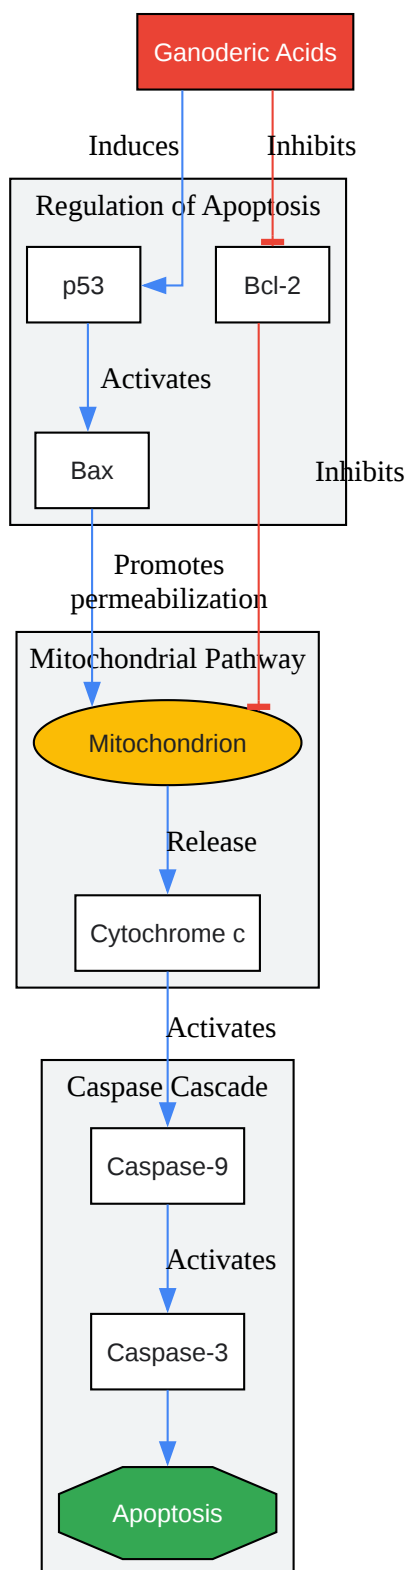 Ganoderic Acids
Induces
Inhibits
Regulation of Apoptosis
p53
Bcl-2
Activates
Bax
Inhibits
Promotes
permeabilization
Mitochondrial Pathway
Mitochondrion
Release
Cytochrome c
Activates
Caspase Cascade
Caspase-9
Activates
Caspase-3
Apoptosis